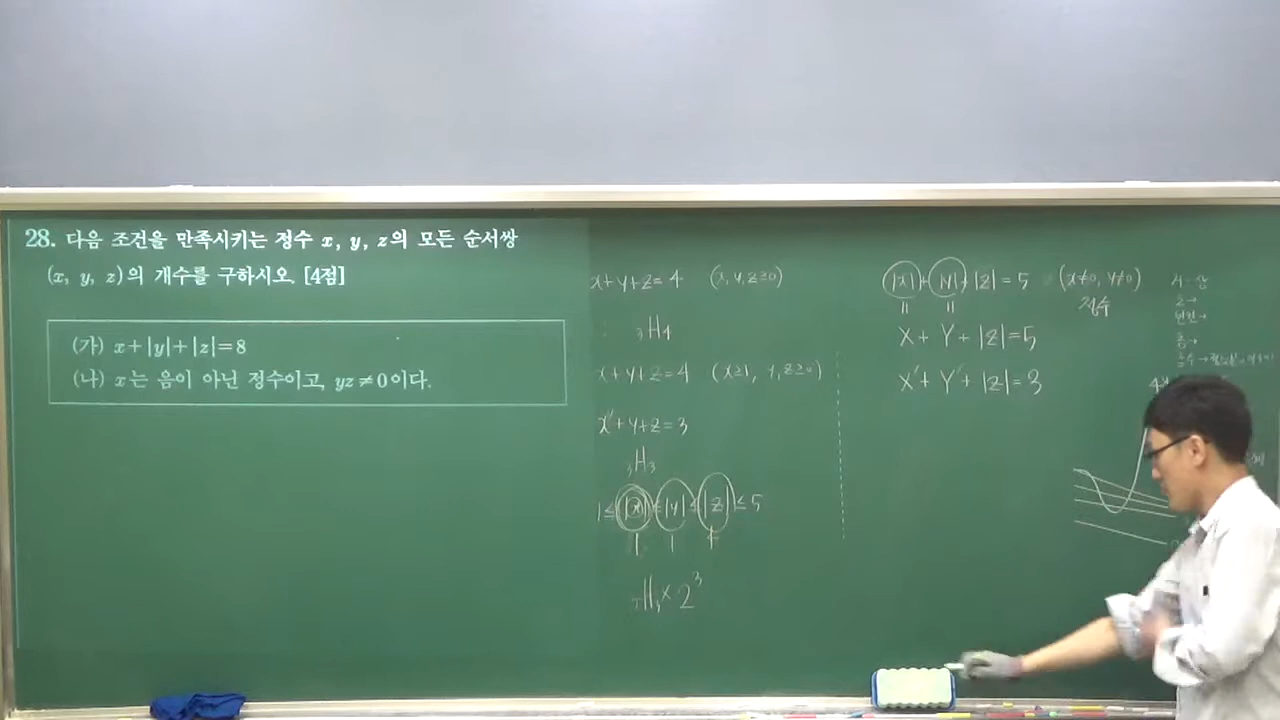 28. 다음 조건을 만족시키는 정수 x, y, z의 모든 순서쌍
(x, y, z)의 개수를 구하시오. [4점]
(가) x+|y|+|z|=8
(나) x는 음이 아닌 정수이고, yz≠0이다.
x+y+z=4 (x,y,z≥0)
₃H₄
x+y+z=4 (x≥1, y,z≥0)
x'+y+z=3
₃H₃
1≤|x|≤|y|≤|z|≤5
H₃×2³
|x|+|y|+|z|=5 (x≠0, y≠0)
정수
X+Y+|z|=5
X'+Y'+|z|=3